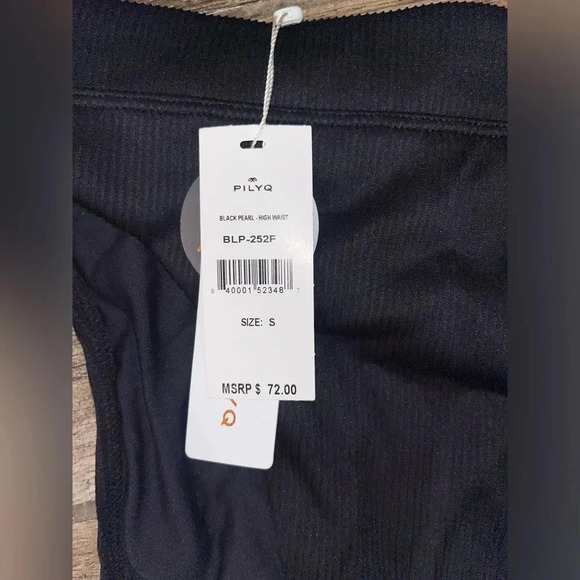 PILYQ
BLACK PEARL - HIGH WAIST
BLP-252F
8 40001 52348 7
SIZE: S
MSRP $ 72.00
Q